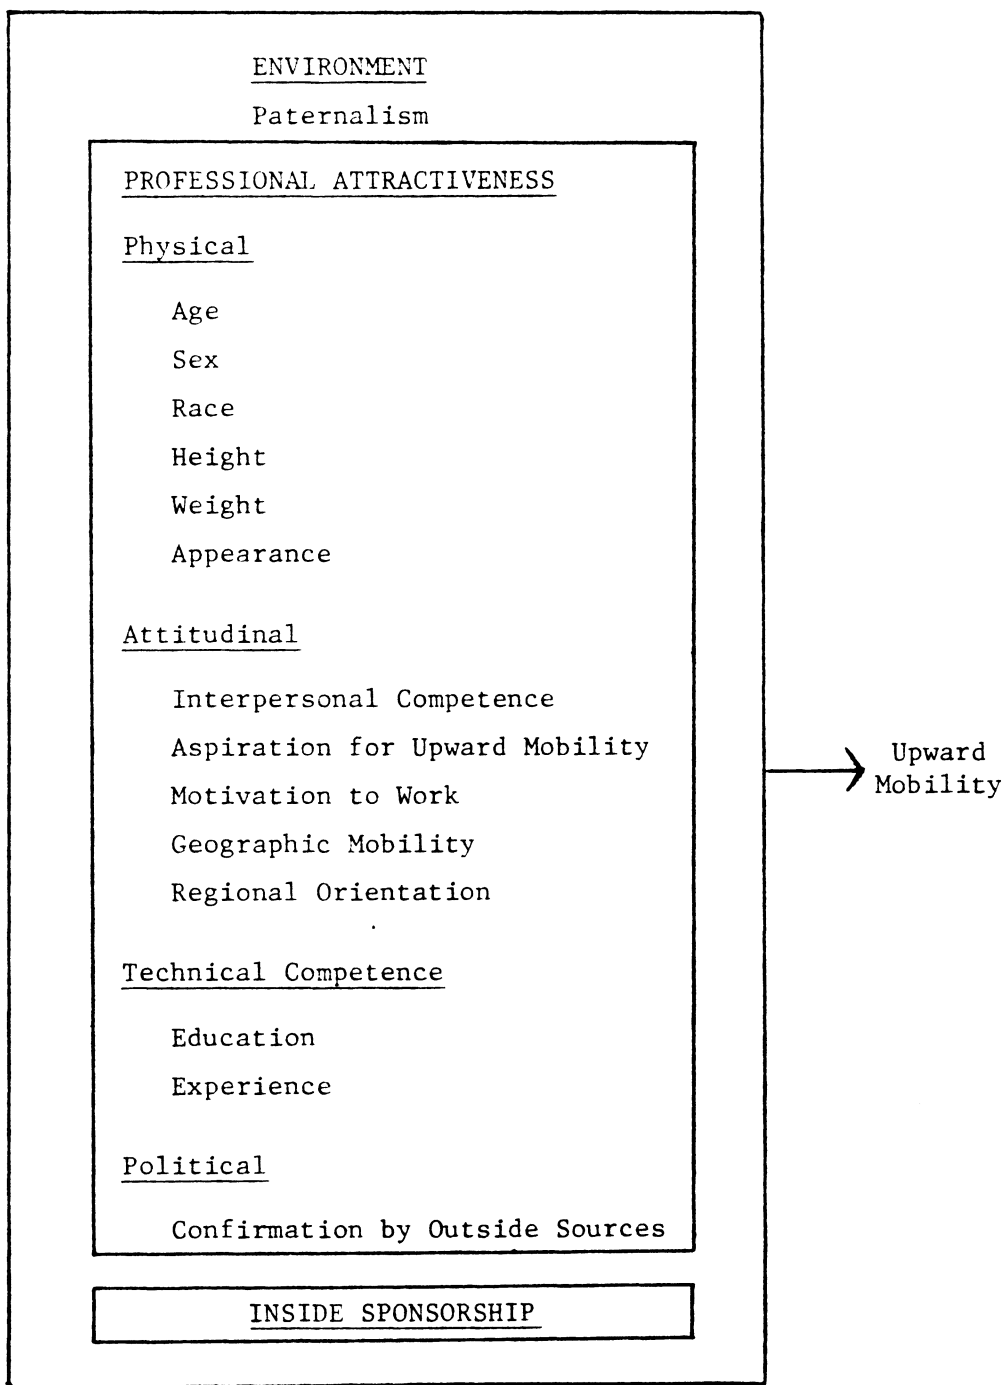 ENVIRONMENT
Paternalism
PROFESSIONAL ATTRACTIVENESS
Physical
Age
Sex
Race
Height
Weight
Appearance
Attitudinal
Interpersonal Competence
Aspiration for Upward Mobility
Motivation to Work
Geographic Mobility
Regional Orientation
Technical Competence
Education
Experience
Political
Confirmation by Outside Sources
INSIDE SPONSORSHIP
Upward
Mobility